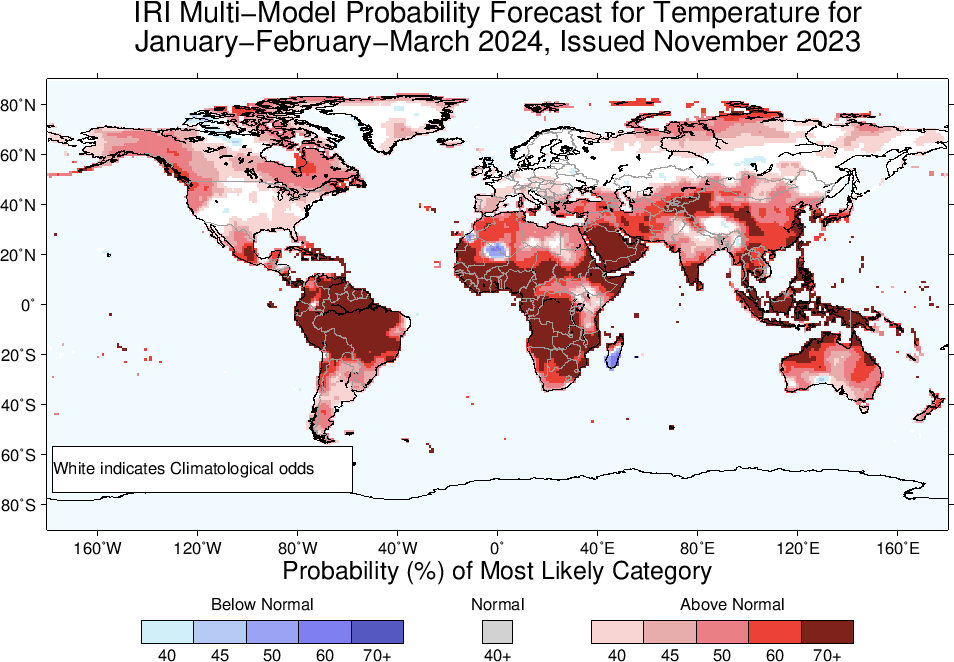 IRI Multi−Model Probability Forecast for Temperature for
January−February−March 2024, Issued November 2023
80˚N
60˚N
40˚N
20˚N
0˚
20˚S
40˚S
60˚S
80˚S
White indicates Climatological odds
160˚W 120˚W 80˚W 40˚W 0˚ 40˚E 80˚E 120˚E 160˚E
Probability (%) of Most Likely Category
Below Normal Normal Above Normal
40 45 50 60 70+ 40+ 40 45 50 60 70+